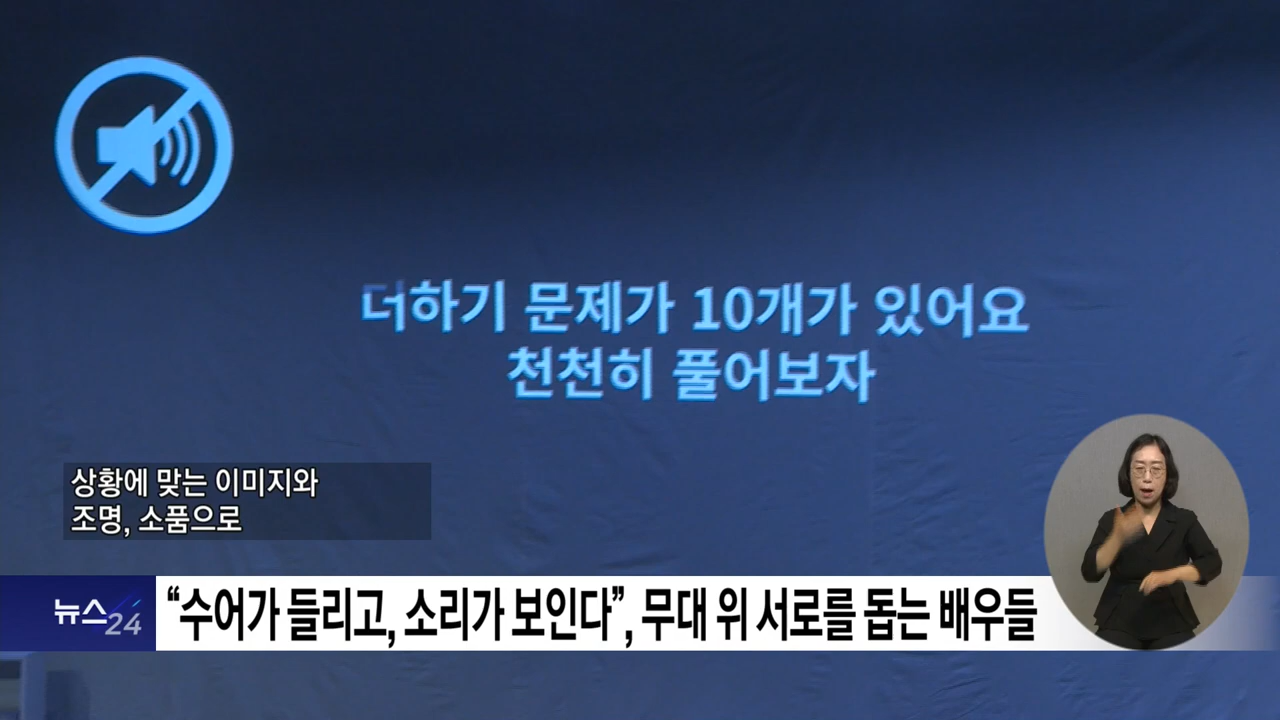 더하기 문제가 10개가 있어요
천천히 풀어보자
상황에 맞는 이미지와
조명, 소품으로
뉴스24
“수어가 들리고, 소리가 보인다”, 무대 위 서로를 돕는 배우들